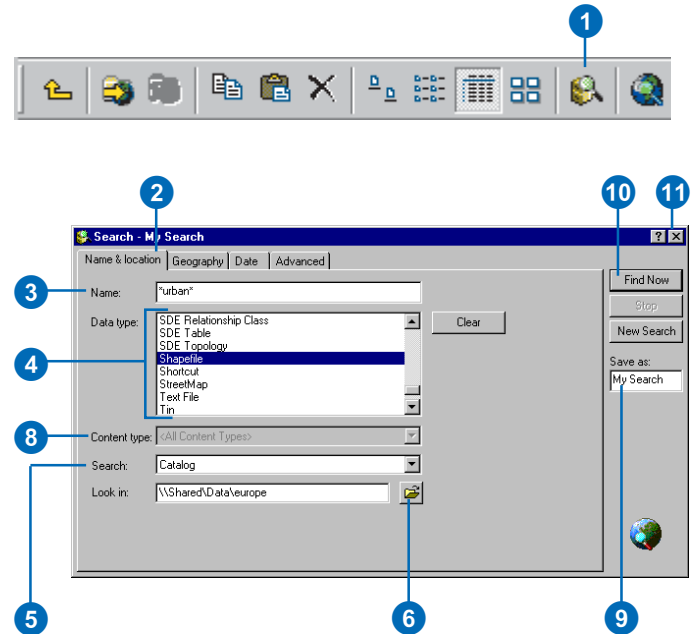 1
2
10
11
Search - My Search
Name & location
Geography
Date
Advanced
Find Now
3
Name:
*urban*
Stop
Data type:
SDE Relationship Class
SDE Table
SDE Topology
Shapefile
Shortcut
StreetMap
Text File
Tin
Clear
New Search
4
Save as:
My Search
8
Content type:
<All Content Types>
Search:
Catalog
Look in:
\\Shared\Data\europe
5
6
9